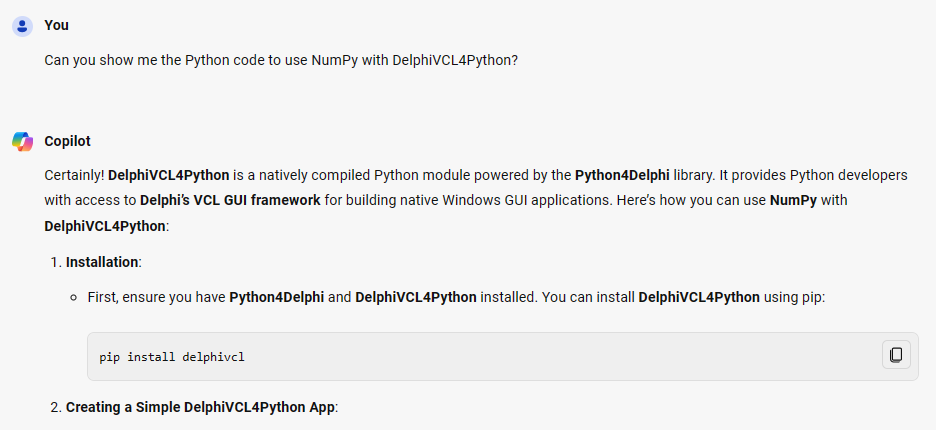 You
Can you show me the Python code to use NumPy with DelphiVCL4Python?
Copilot
Certainly! DelphiVCL4Python is a natively compiled Python module powered by the Python4Delphi library. It provides Python developers
with access to Delphi’s VCL GUI framework for building native Windows GUI applications. Here’s how you can use NumPy with
DelphiVCL4Python:
1. Installation:
First, ensure you have Python4Delphi and DelphiVCL4Python installed. You can install DelphiVCL4Python using pip:
pip install delphivcl
2. Creating a Simple DelphiVCL4Python App: